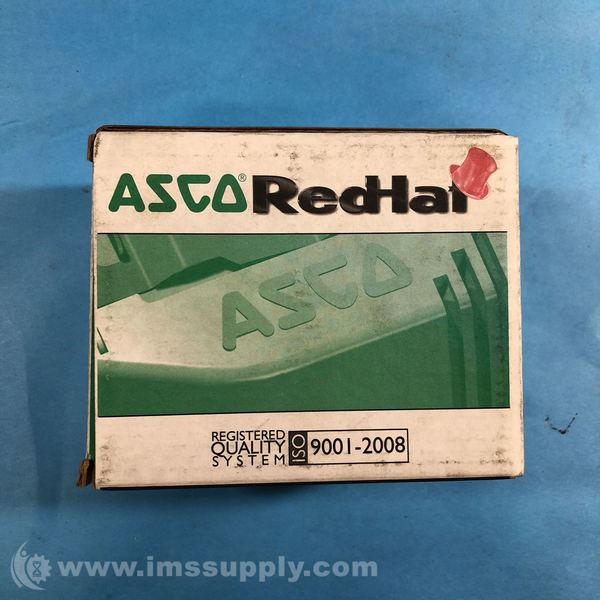 ASCO® RedHat
ASCO
REGISTERED
QUALITY
SYSTEM
ISO 9001-2008
www.imssupply.com